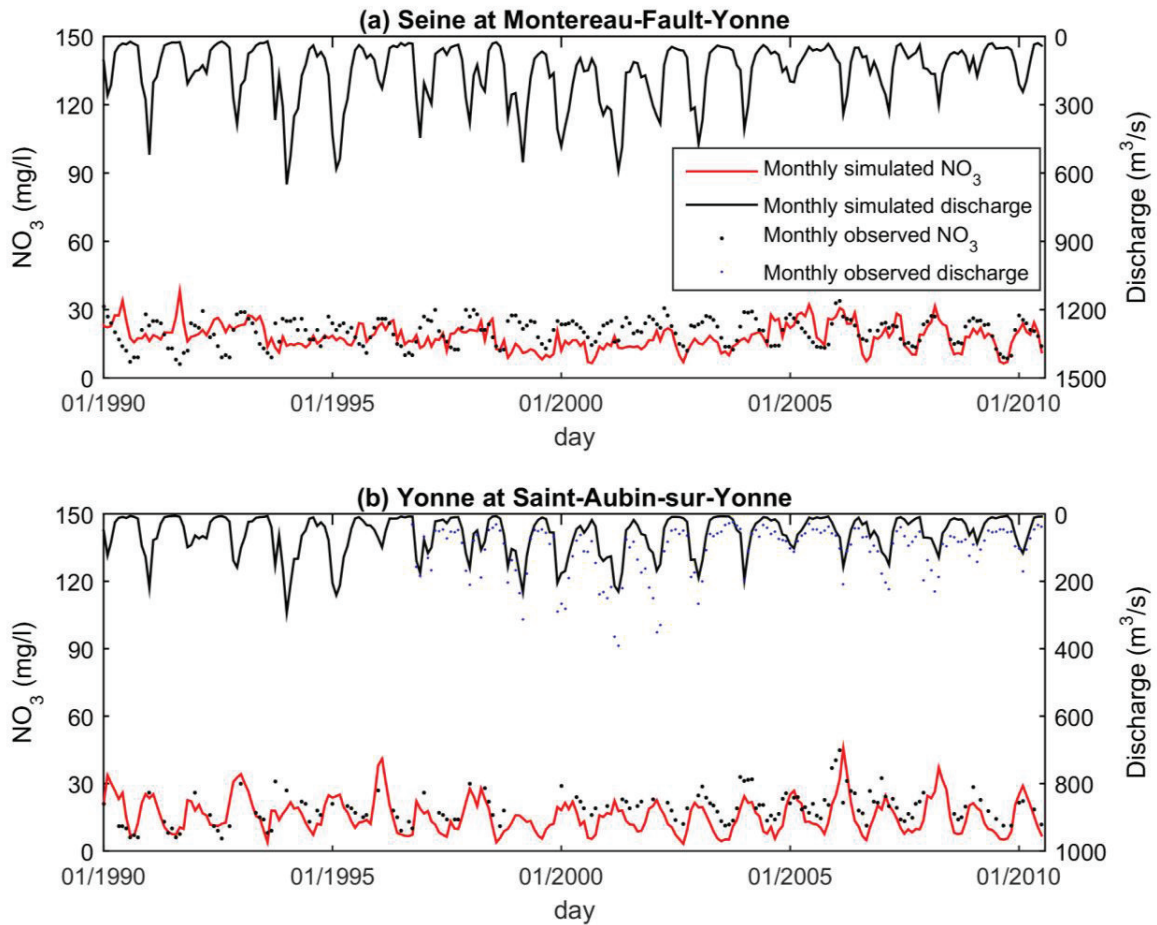 (a) Seine at Montereau-Fault-Yonne
150
120
90
60
30
0
NO3 (mg/l)
0
300
600
900
1200
1500
Discharge (m3/s)
Monthly simulated NO3
Monthly simulated discharge
Monthly observed NO3
Monthly observed discharge
01/1990
01/1995
01/2000
01/2005
01/2010
day
(b) Yonne at Saint-Aubin-sur-Yonne
150
120
90
60
30
0
NO3 (mg/l)
0
200
400
600
800
1000
Discharge (m3/s)
01/1990
01/1995
01/2000
01/2005
01/2010
day